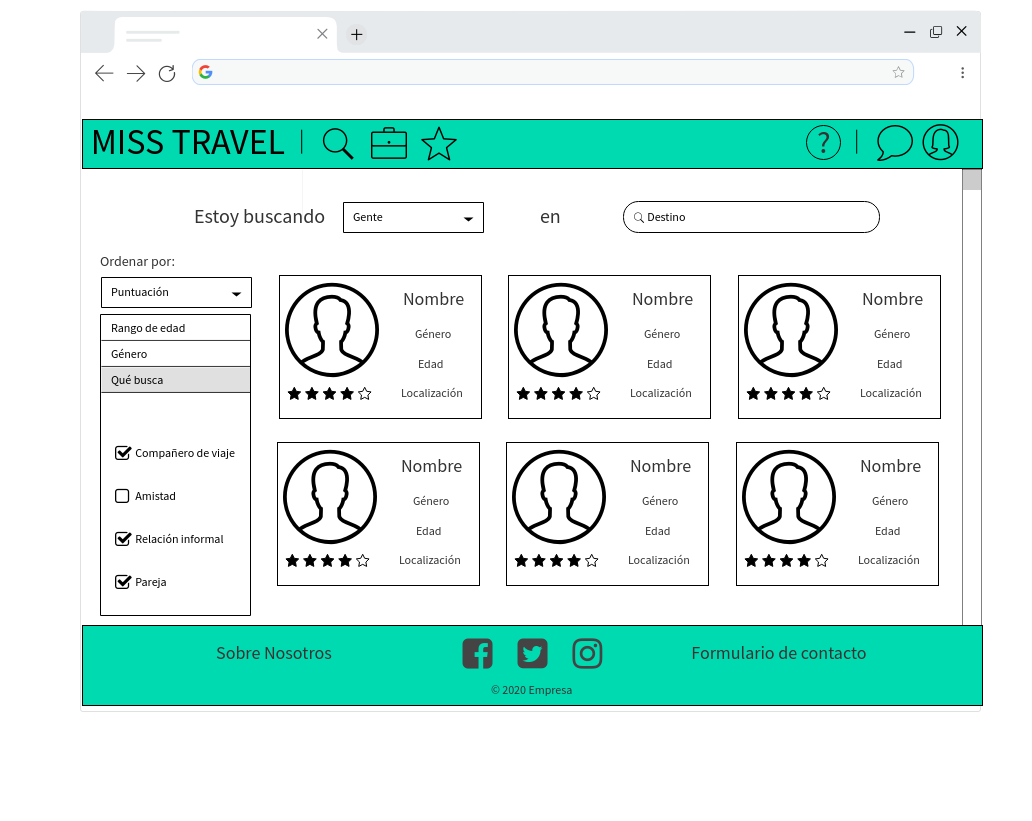 MISS TRAVEL
?
Estoy buscando
Gente
en
Destino
Ordenar por:
Puntuación
Rango de edad
Género
Qué busca
Compañero de viaje
Amistad
Relación informal
Pareja
Nombre
Género
Edad
Localización
Nombre
Género
Edad
Localización
Nombre
Género
Edad
Localización
Nombre
Género
Edad
Localización
Nombre
Género
Edad
Localización
Nombre
Género
Edad
Localización
Sobre Nosotros
Formulario de contacto
© 2020 Empresa